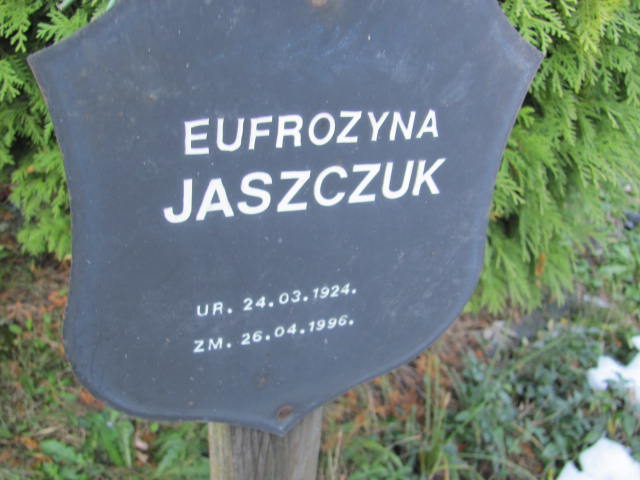 EUFROZYNA
JASZCZUK
UR. 24.03.1924.
ZM. 26.04.1996.